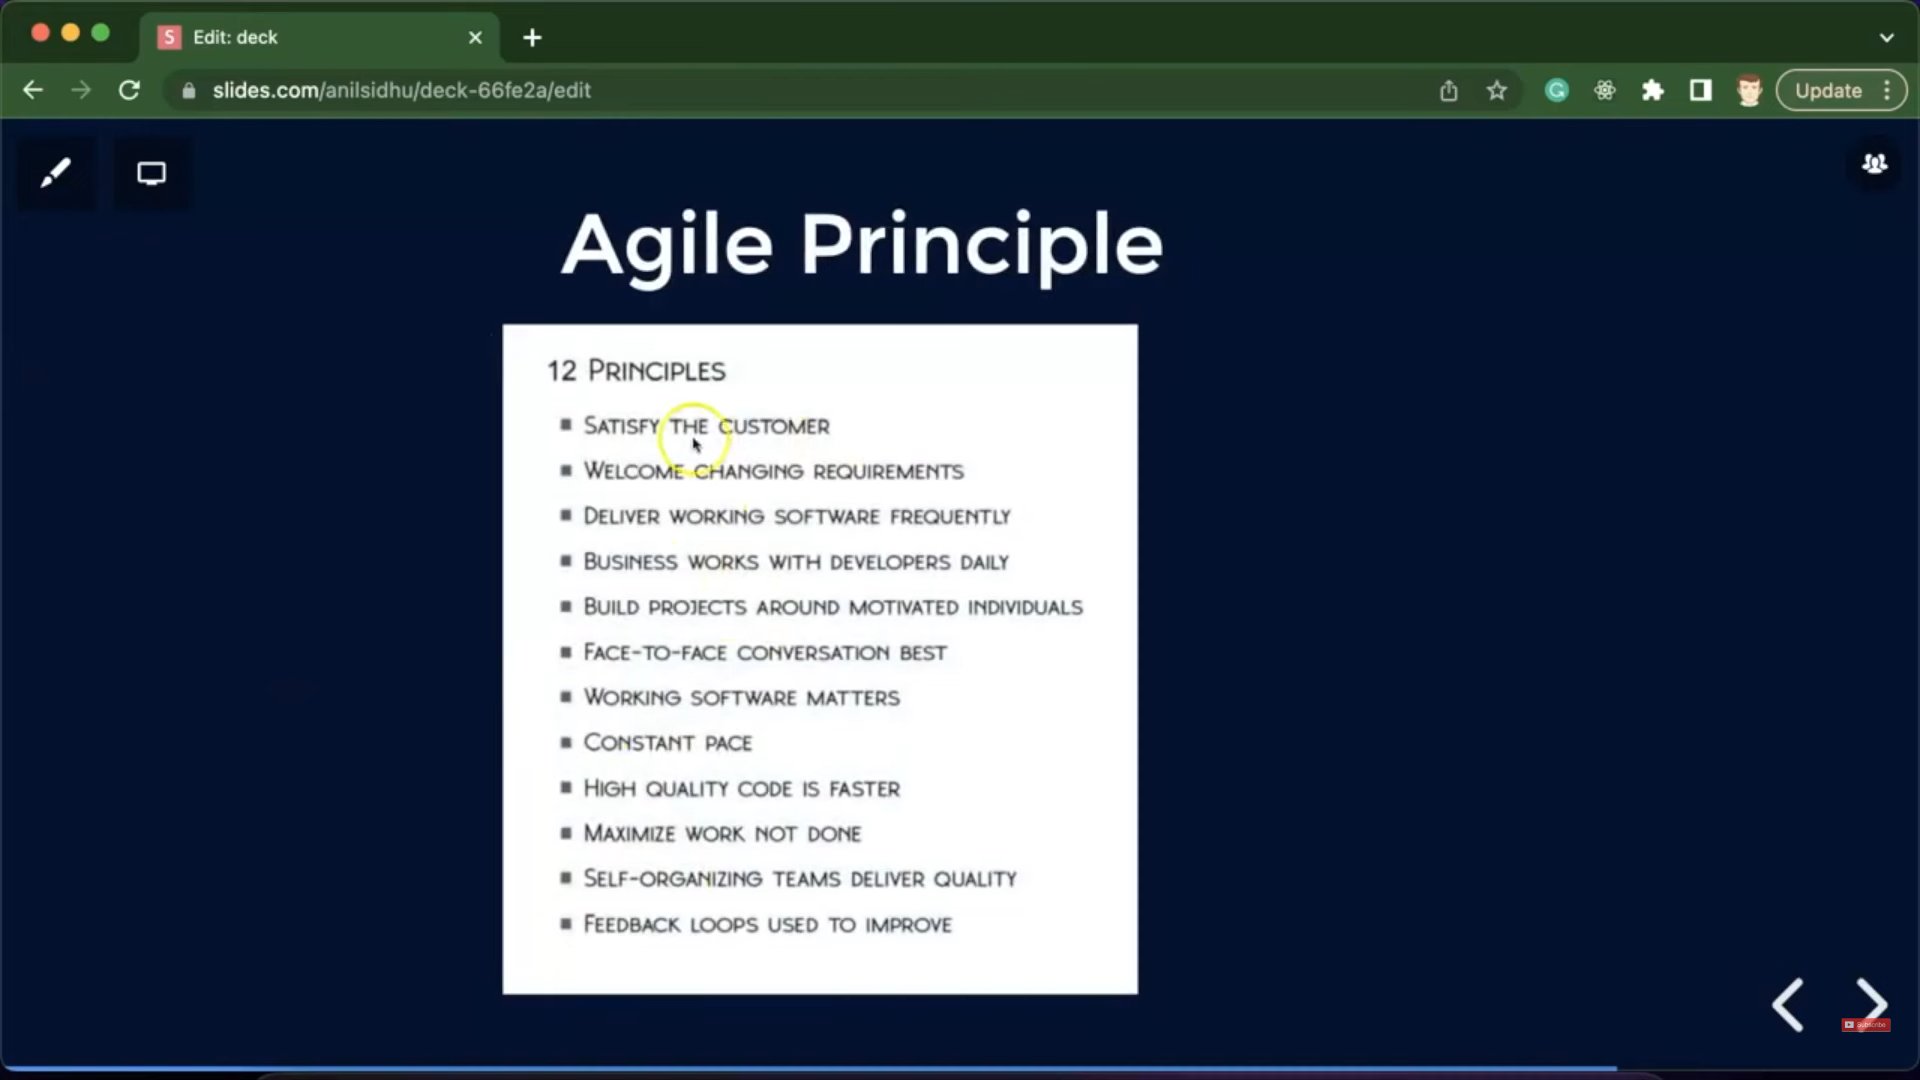 S Edit: deck
slides.com/anilsidhu/deck-66fe2a/edit
Update
Agile Principle
12 Principles
Satisfy the customer
Welcome changing requirements
Deliver working software frequently
Business works with developers daily
Build projects around motivated individuals
Face-to-face conversation best
Working software matters
Constant pace
High quality code is faster
Maximize work not done
Self-organizing teams deliver quality
Feedback loops used to improve
Subscribe